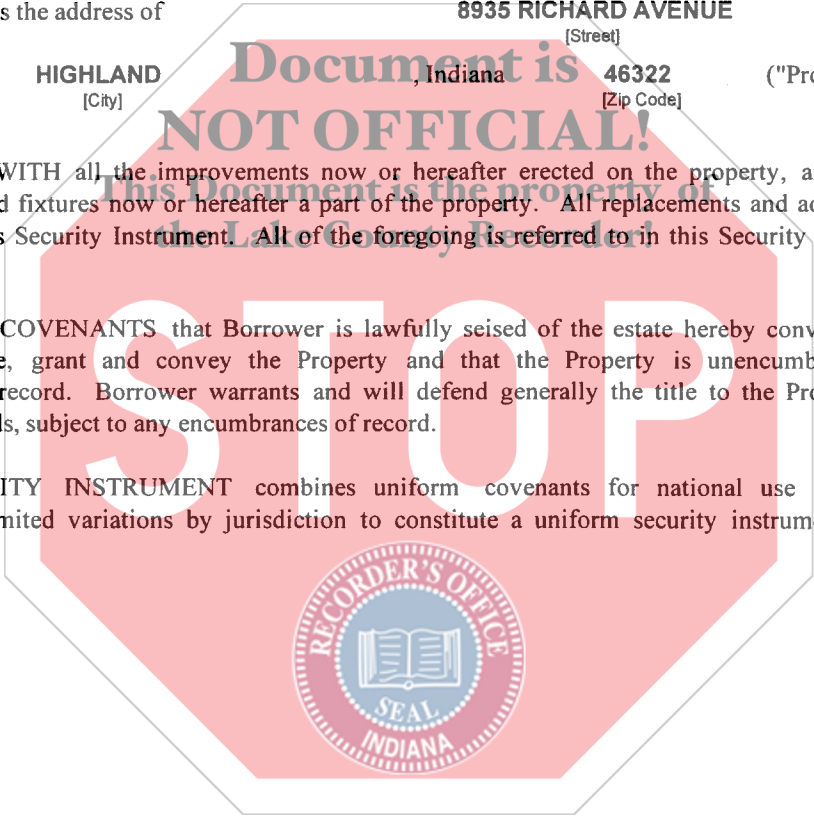 s the address of 8935 RICHARD AVENUE
[Street]
HIGHLAND , Indiana 46322 ("Pro
[City] [Zip Code]
Document is
NOT OFFICIAL!
This Document is the property of
the Lake County Recorder!
WITH all the improvements now or hereafter erected on the property, a
d fixtures now or hereafter a part of the property. All replacements and ad
s Security Instrument. All of the foregoing is referred to in this Security
COVENANTS that Borrower is lawfully seised of the estate hereby conv
e, grant and convey the Property and that the Property is unencumb
record. Borrower warrants and will defend generally the title to the Pro
ls, subject to any encumbrances of record.
STOP
ITY INSTRUMENT combines uniform covenants for national use
mited variations by jurisdiction to constitute a uniform security instrum
RECORDER'S OFFICE
SEAL
INDIANA